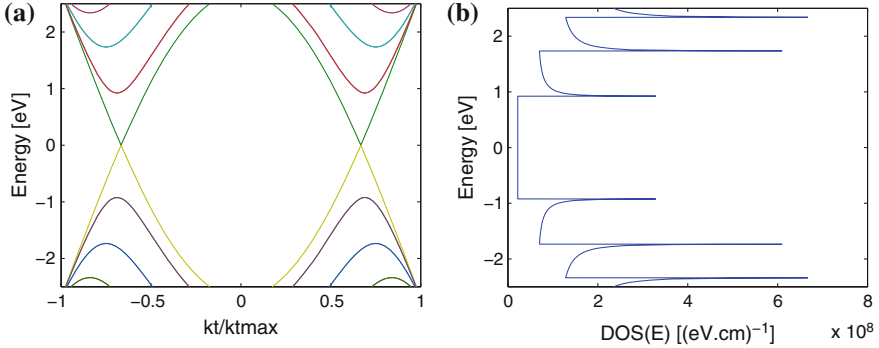 (a)
2
1
0
−1
−2
Energy [eV]
−1
−0.5
0
0.5
1
kt/ktmax
(b)
2
1
0
−1
−2
Energy [eV]
0
2
4
6
8
DOS(E) [(eV.cm)⁻¹]
x 10⁸